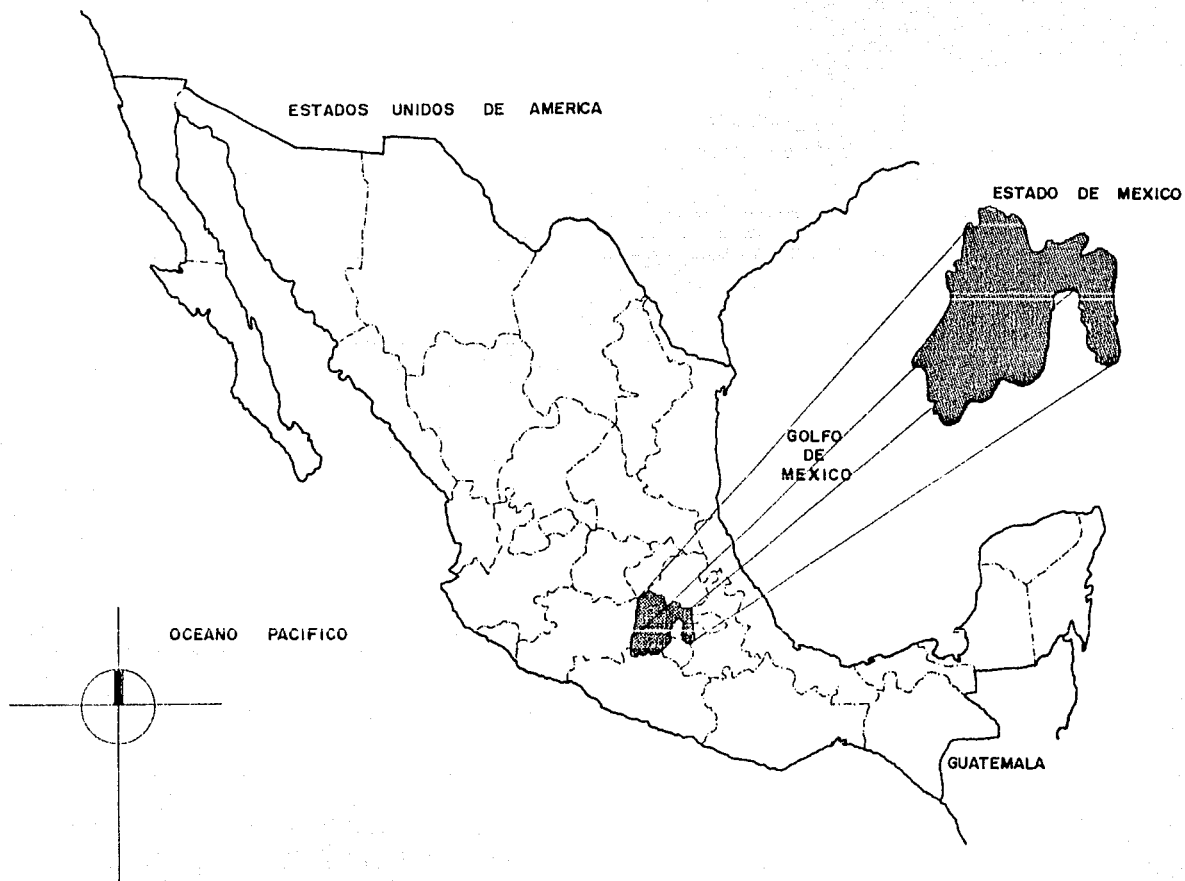 ESTADOS UNIDOS DE AMERICA
ESTADO DE MEXICO
GOLFO
DE
MEXICO
OCEANO PACIFICO
GUATEMALA